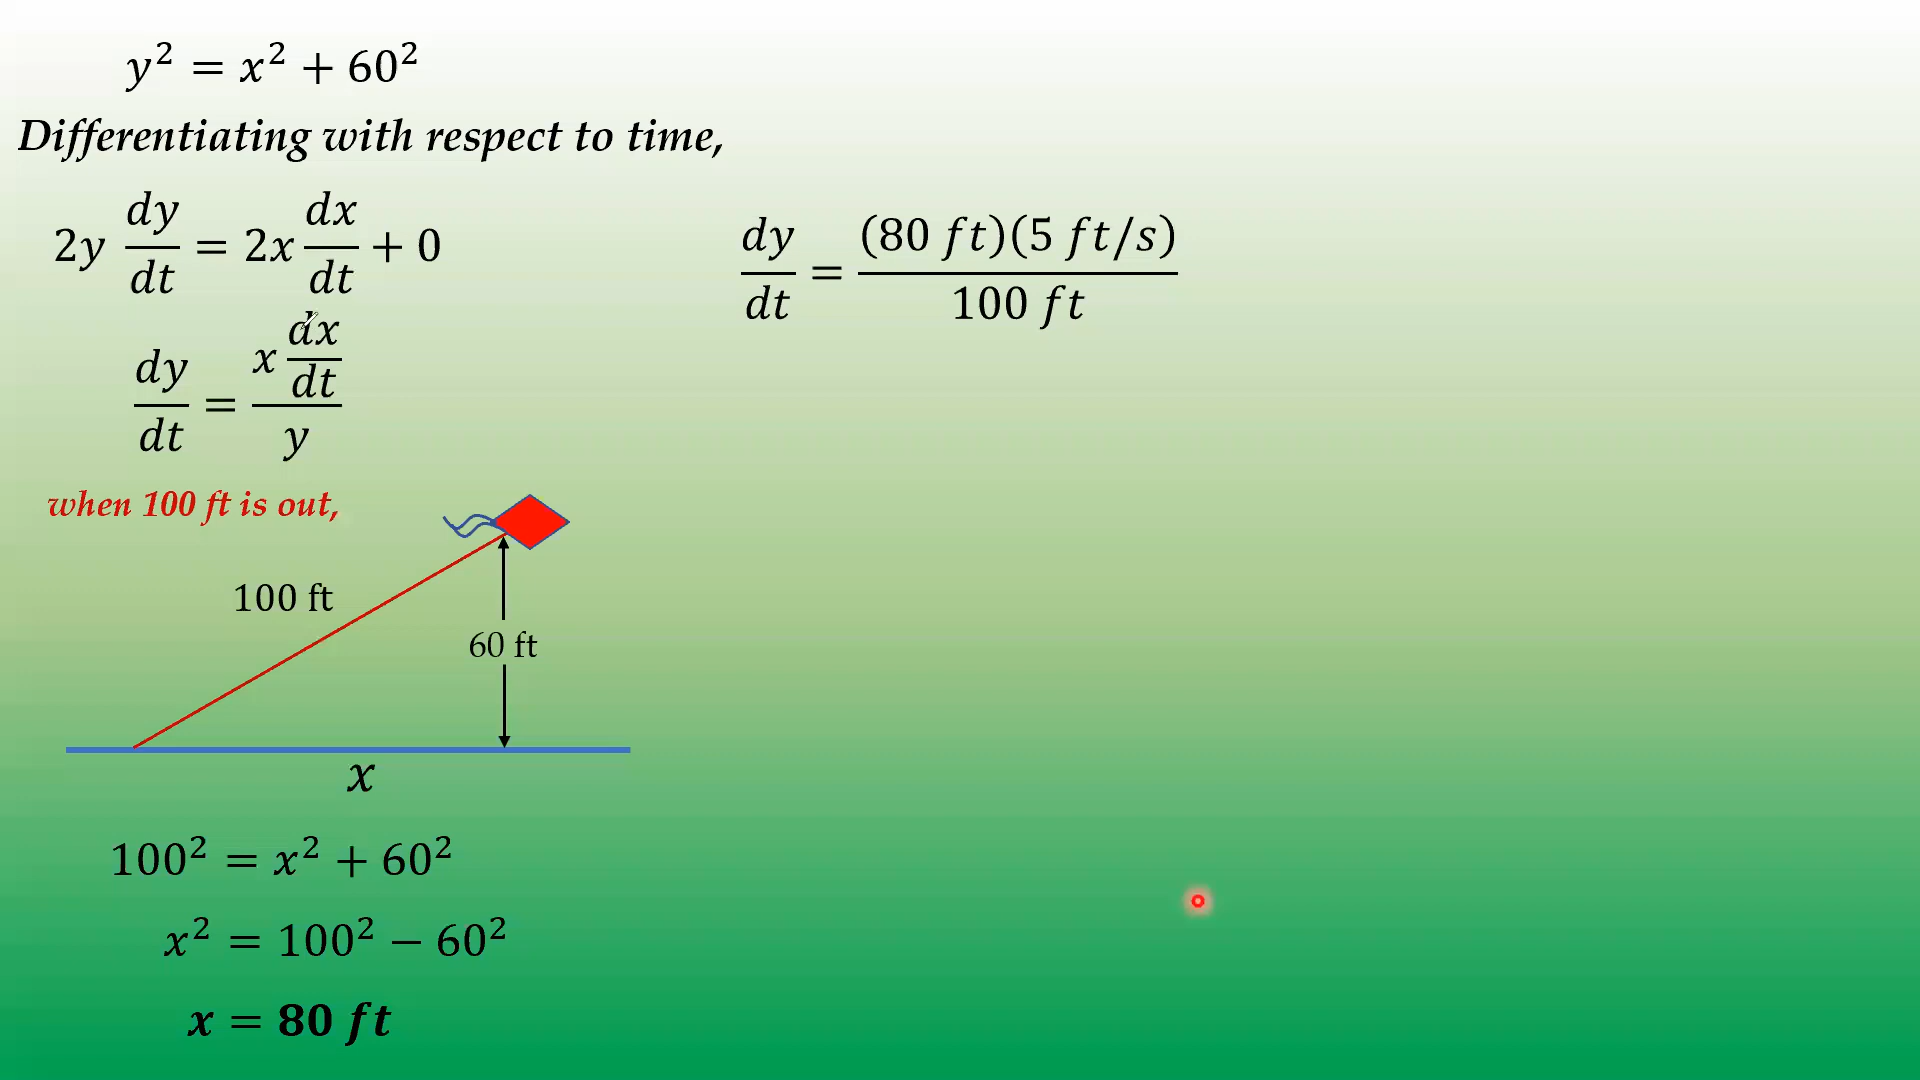 y² = x² + 60²
Differentiating with respect to time,
2y dy/dt = 2x dx/dt + 0
dy/dt = x dx/dt / y
when 100 ft is out,
100 ft
60 ft
x
100² = x² + 60²
x² = 100² − 60²
x = 80 ft
dy/dt = (80 ft)(5 ft/s) / 100 ft